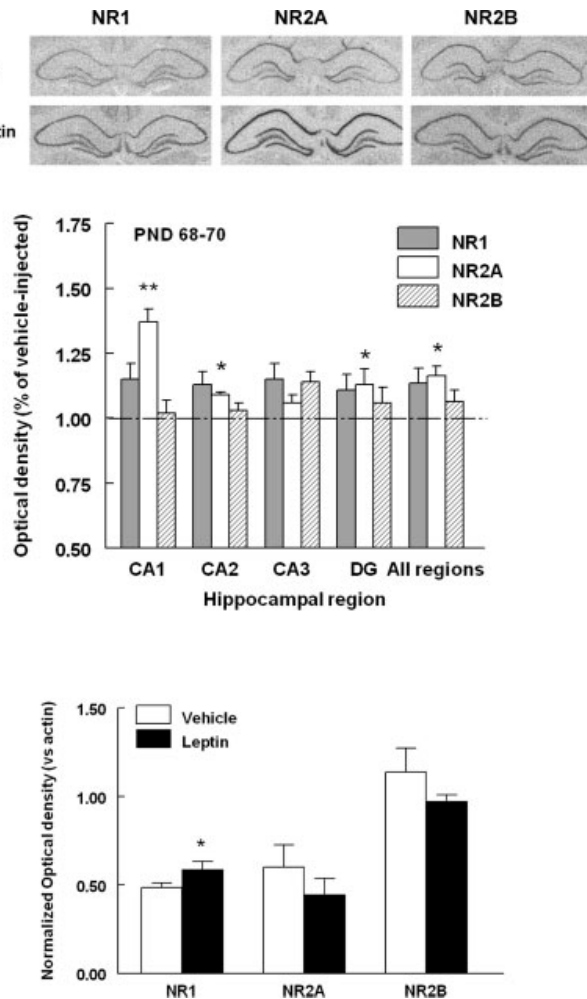 NR1 NR2A NR2B
tin
Optical density (% of vehicle-injected)
1.75
1.50
1.25
1.00
0.75
0.50
PND 68-70
NR1
NR2A
NR2B
**
*
*
*
CA1 CA2 CA3 DG All regions
Hippocampal region
Normalized Optical density (vs actin)
1.50
1.00
0.50
0.00
Vehicle
Leptin
*
NR1 NR2A NR2B